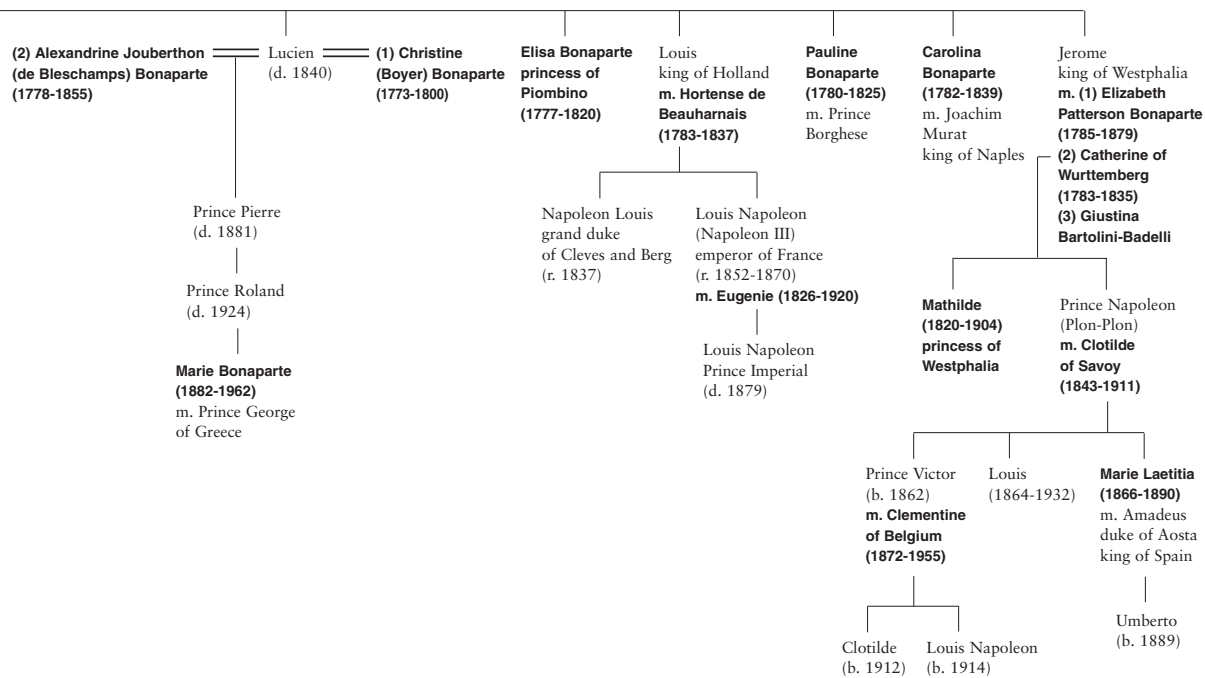 (2) Alexandrine Jouberthon
(de Bleschamps) Bonaparte
(1778-1855)
Lucien
(d. 1840)
(1) Christine
(Boyer) Bonaparte
(1773-1800)
Elisa Bonaparte
princess of
Piombino
(1777-1820)
Louis
king of Holland
m. Hortense de
Beauharnais
(1783-1837)
Pauline
Bonaparte
(1780-1825)
m. Prince
Borghese
Carolina
Bonaparte
(1782-1839)
m. Joachim
Murat
king of Naples
Jerome
king of Westphalia
m. (1) Elizabeth
Patterson Bonaparte
(1785-1879)
(2) Catherine of
Wurttemberg
(1783-1835)
(3) Giustina
Bartolini-Badelli
Prince Pierre
(d. 1881)
Prince Roland
(d. 1924)
Marie Bonaparte
(1882-1962)
m. Prince George
of Greece
Napoleon Louis
grand duke
of Cleves and Berg
(r. 1837)
Louis Napoleon
(Napoleon III)
emperor of France
(r. 1852-1870)
m. Eugenie (1826-1920)
Louis Napoleon
Prince Imperial
(d. 1879)
Mathilde
(1820-1904)
princess of
Westphalia
Prince Napoleon
(Plon-Plon)
m. Clotilde
of Savoy
(1843-1911)
Prince Victor
(b. 1862)
m. Clementine
of Belgium
(1872-1955)
Louis
(1864-1932)
Marie Laetitia
(1866-1890)
m. Amadeus
duke of Aosta
king of Spain
Clotilde
(b. 1912)
Louis Napoleon
(b. 1914)
Umberto
(b. 1889)